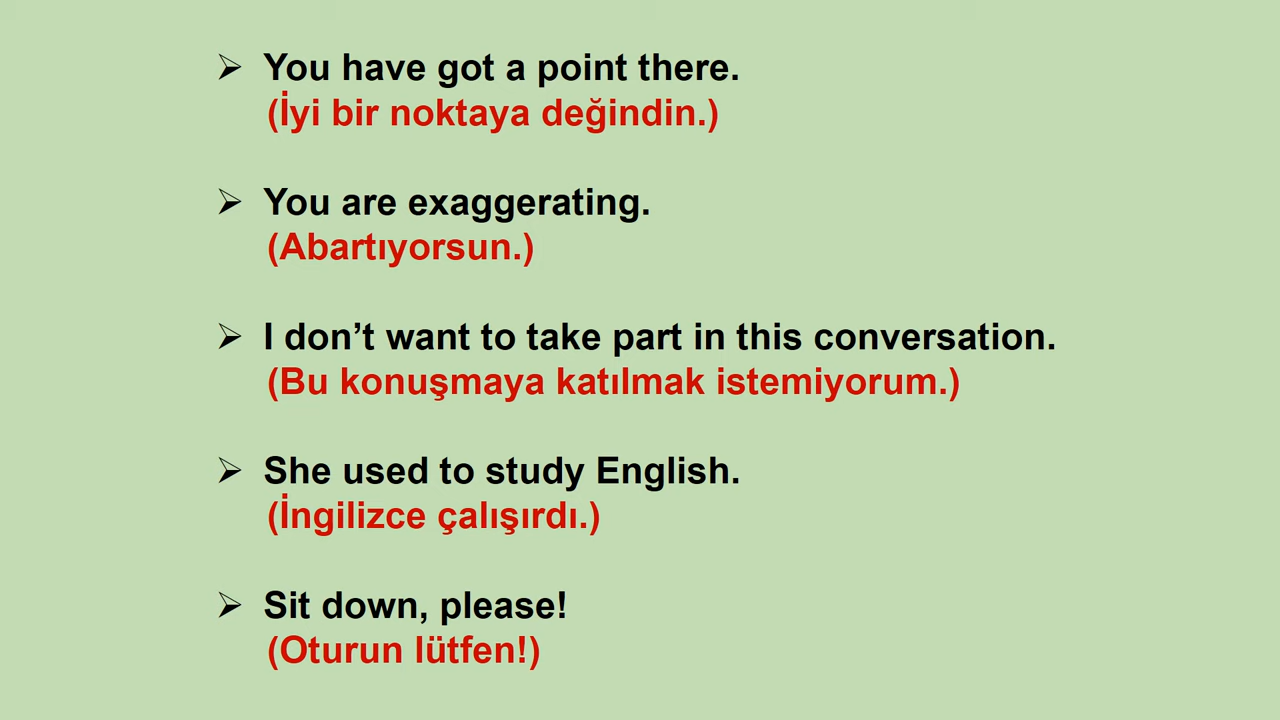 ➢ You have got a point there.
(İyi bir noktaya değindin.)
➢ You are exaggerating.
(Abartıyorsun.)
➢ I don’t want to take part in this conversation.
(Bu konuşmaya katılmak istemiyorum.)
➢ She used to study English.
(İngilizce çalışırdı.)
➢ Sit down, please!
(Oturun lütfen!)